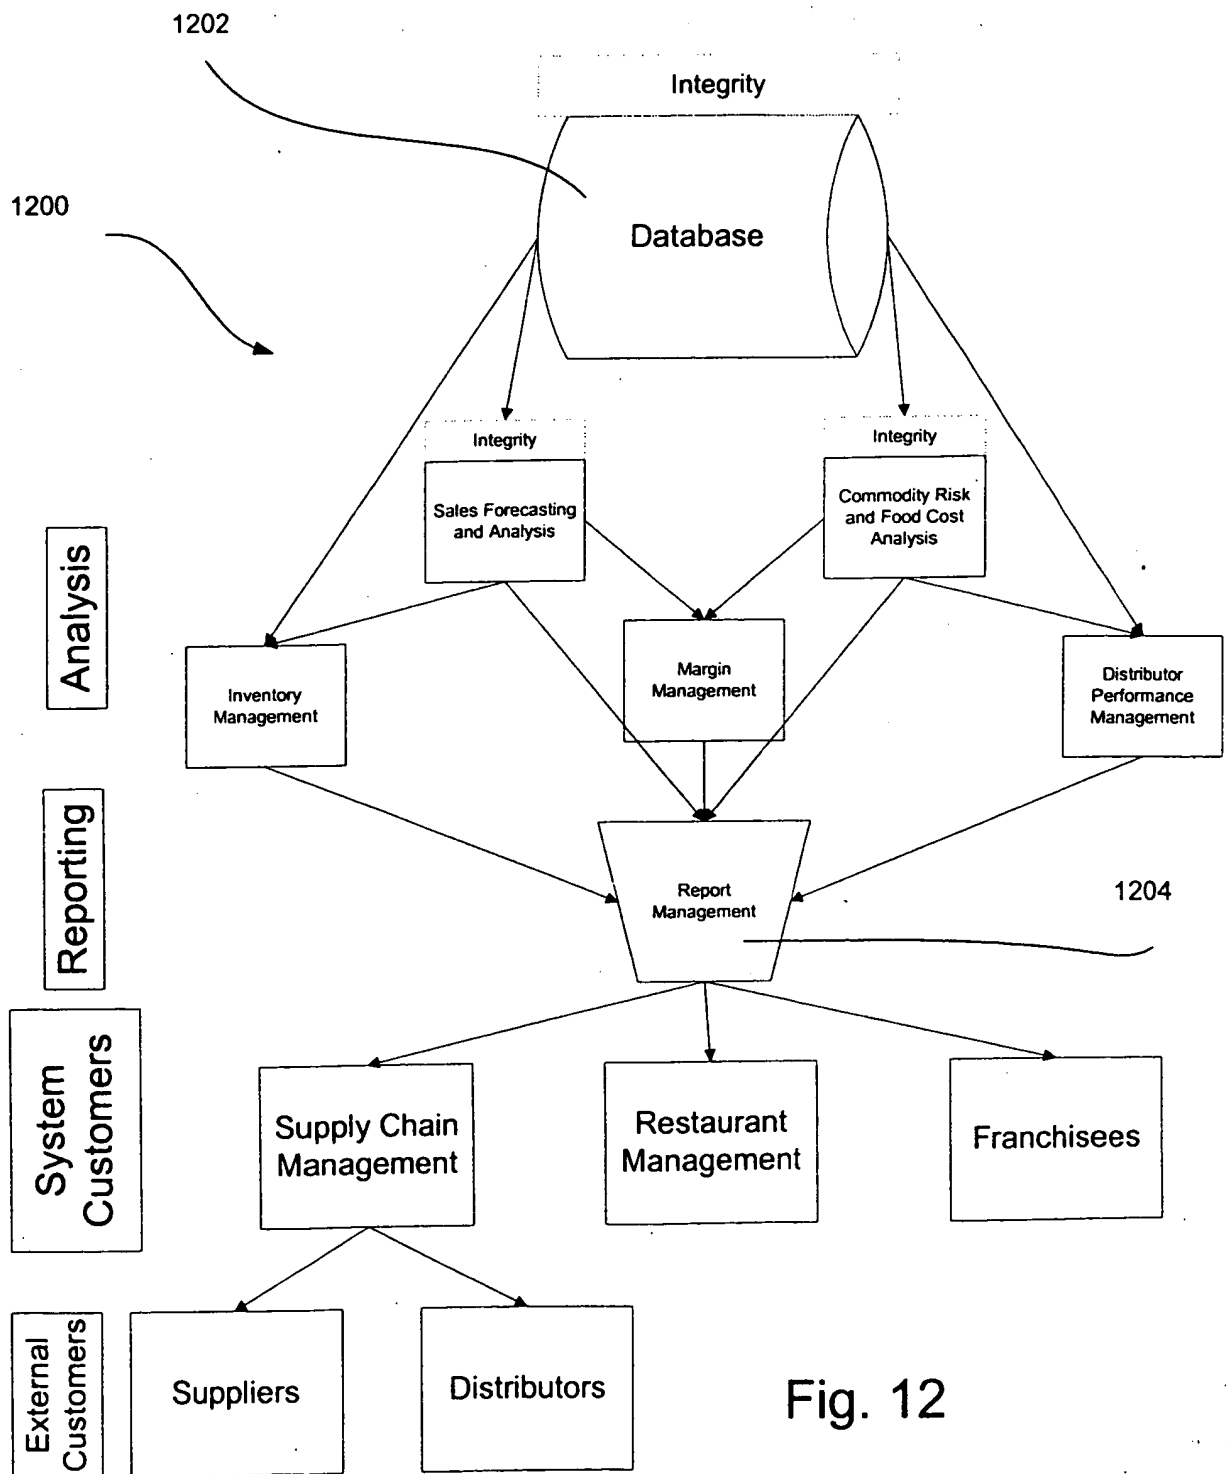 1202
Integrity
1200
Database
Integrity
Integrity
Sales Forecasting
and Analysis
Commodity Risk
and Food Cost
Analysis
Analysis
Inventory
Management
Margin
Management
Distributor
Performance
Management
Reporting
Report
Management
1204
System
Customers
Supply Chain
Management
Restaurant
Management
Franchisees
External
Customers
Suppliers
Distributors
Fig. 12